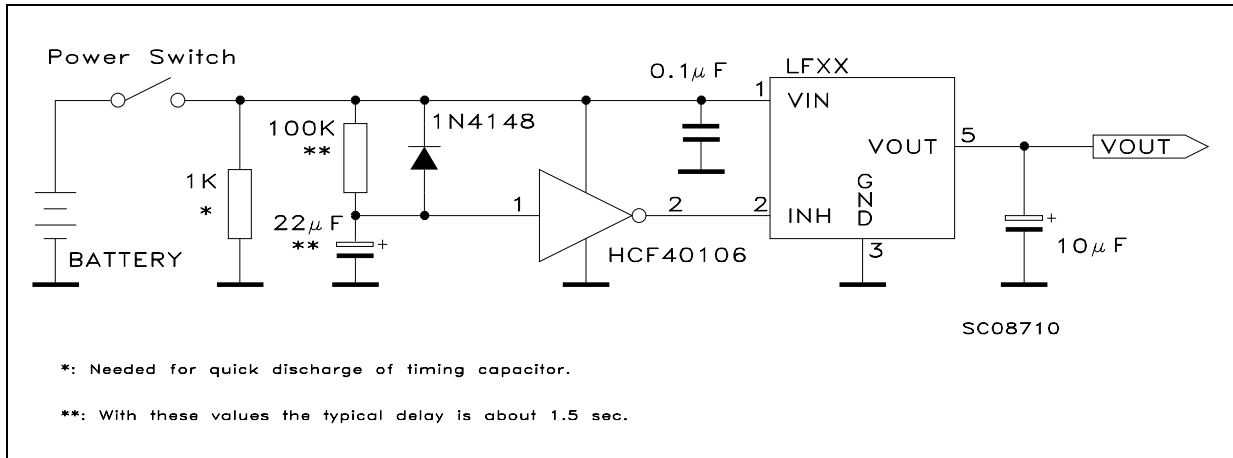 Power Switch
BATTERY
1K
*
100K
**
22μF
**
+
1N4148
1
2
HCF40106
0.1μF
LFXX
1
VIN
2
INH
GND
3
VOUT
5
VOUT
+
10μF
SC08710
*: Needed for quick discharge of timing capacitor.
**: With these values the typical delay is about 1.5 sec.